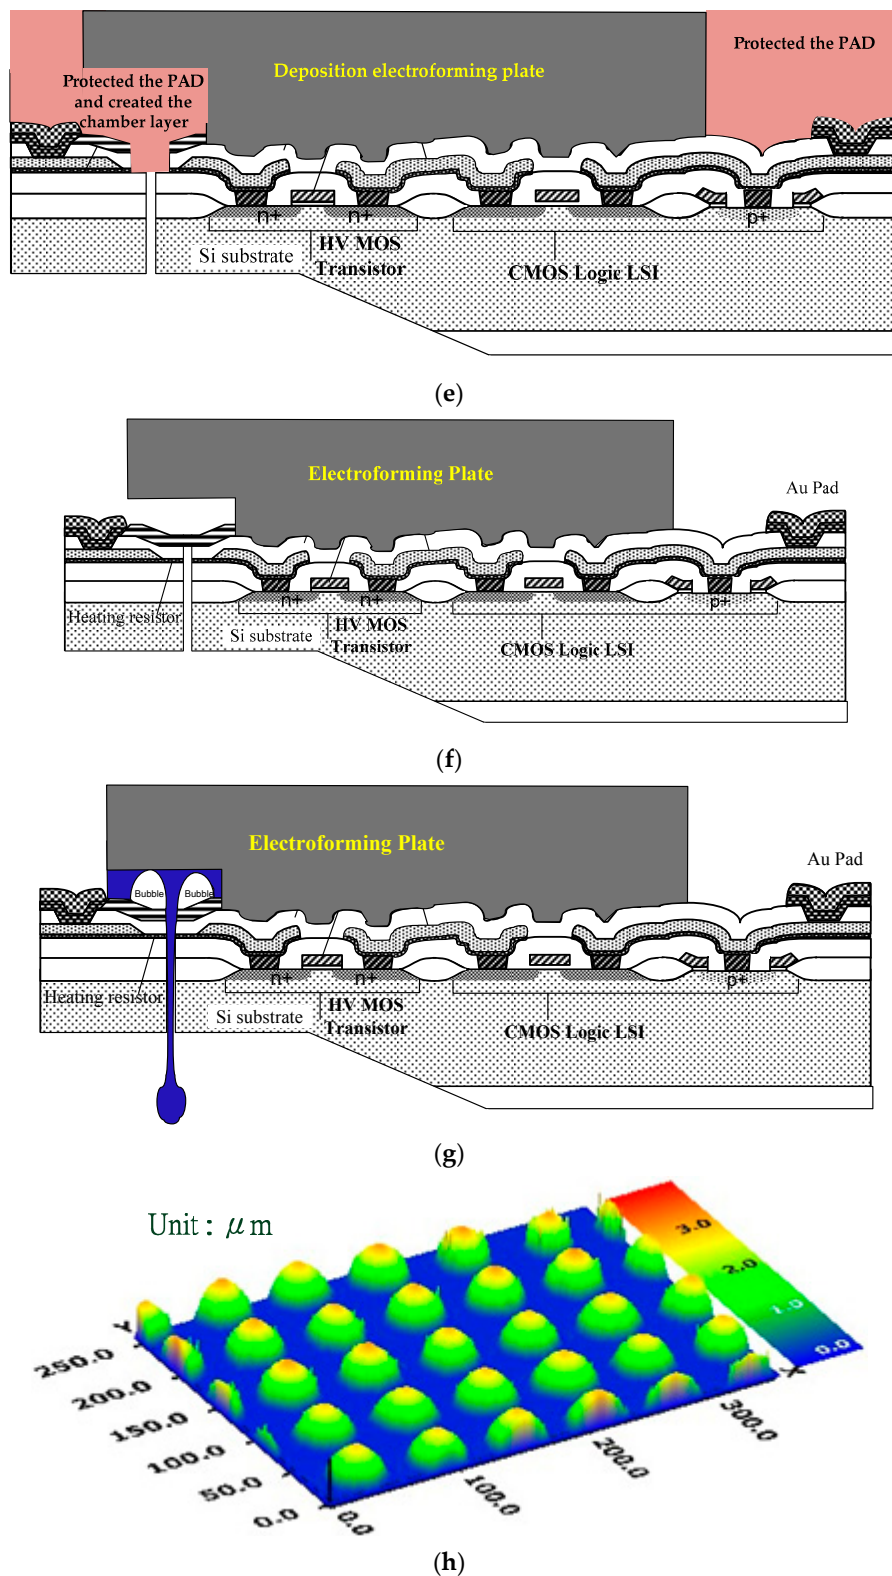 Protected the PAD
Deposition electroforming plate
Protected the PAD
and created the
chamber layer
n+
n+
p+
Si substrate
HV MOS
Transistor
CMOS Logic LSI
(e)
Electroforming Plate
Au Pad
n+
n+
p+
Heating resistor
Si substrate
HV MOS
Transistor
CMOS Logic LSI
(f)
Electroforming Plate
Au Pad
Bubble
Bubble
n+
n+
p+
Heating resistor
Si substrate
HV MOS
Transistor
CMOS Logic LSI
(g)
Unit : μm
3.0
2.0
1.0
0.0
Y
250.0
200.0
150.0
100.0
50.0
0.0
X
300.0
200.0
100.0
0.0
(h)